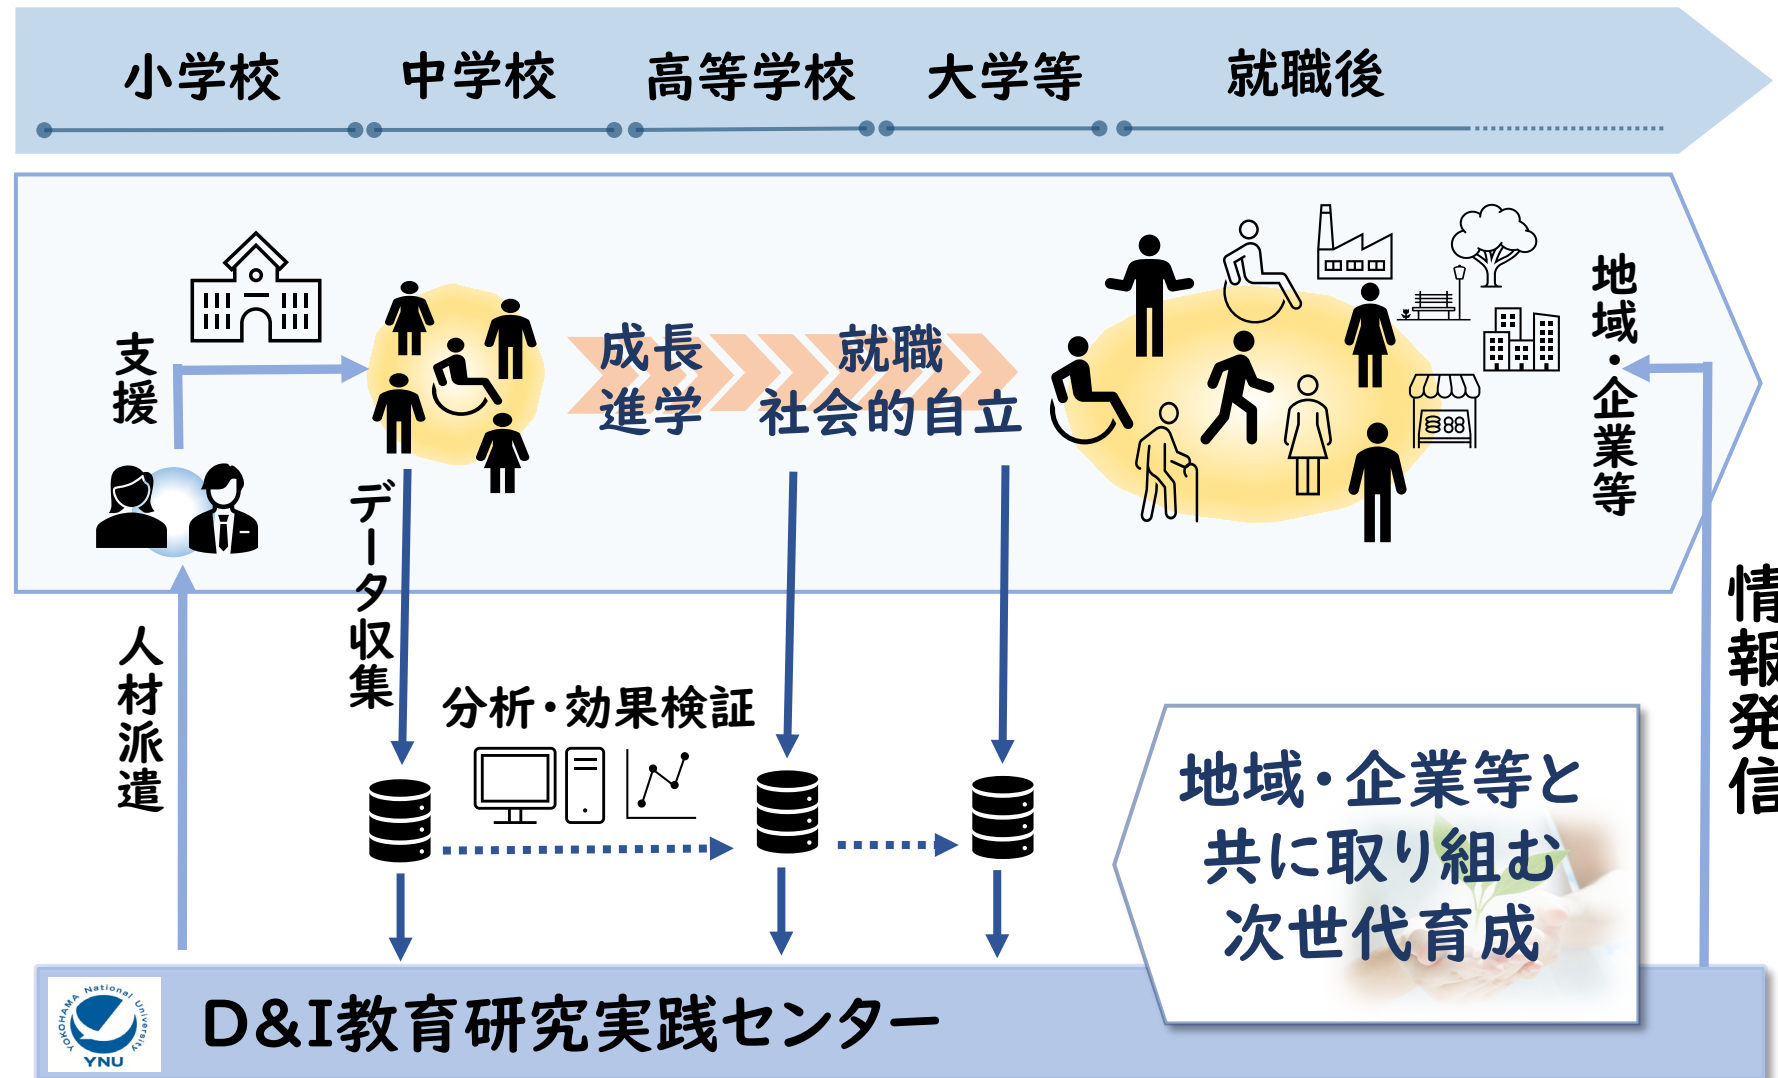 小学校
中学校
高等学校
大学等
就職後
支援
成長
進学
就職
社会的自立
地域・企業等
データ収集
人材派遣
分析・効果検証
情報発信
地域・企業等と
共に取り組む
次世代育成
YOKOHAMA National University
YNU
D&I教育研究実践センター